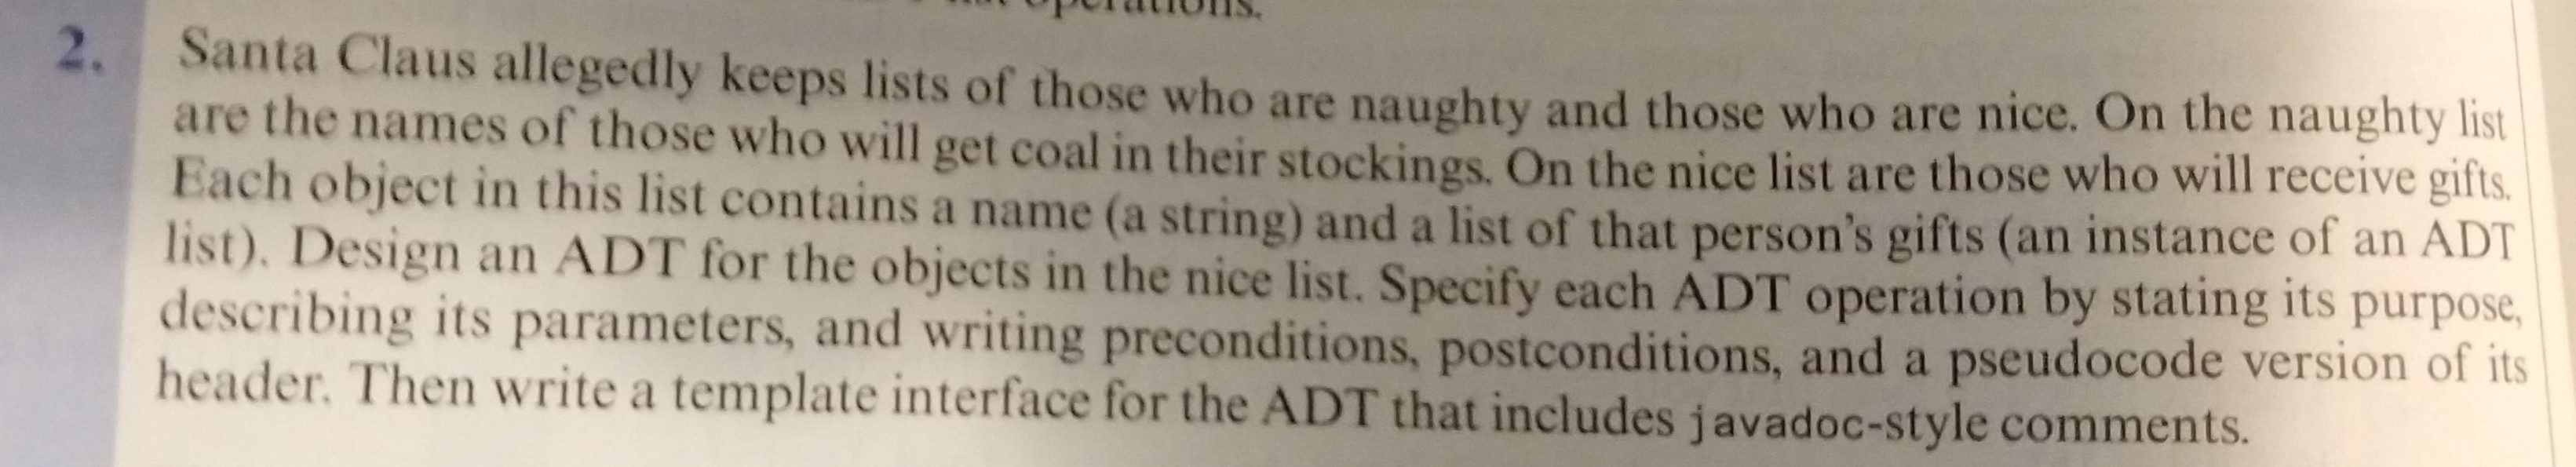 operations.
2. Santa Claus allegedly keeps lists of those who are naughty and those who are nice. On the naughty list
are the names of those who will get coal in their stockings. On the nice list are those who will receive gifts.
Each object in this list contains a name (a string) and a list of that person's gifts (an instance of an ADT
list). Design an ADT for the objects in the nice list. Specify each ADT operation by stating its purpose,
describing its parameters, and writing preconditions, postconditions, and a pseudocode version of its
header. Then write a template interface for the ADT that includes javadoc-style comments.